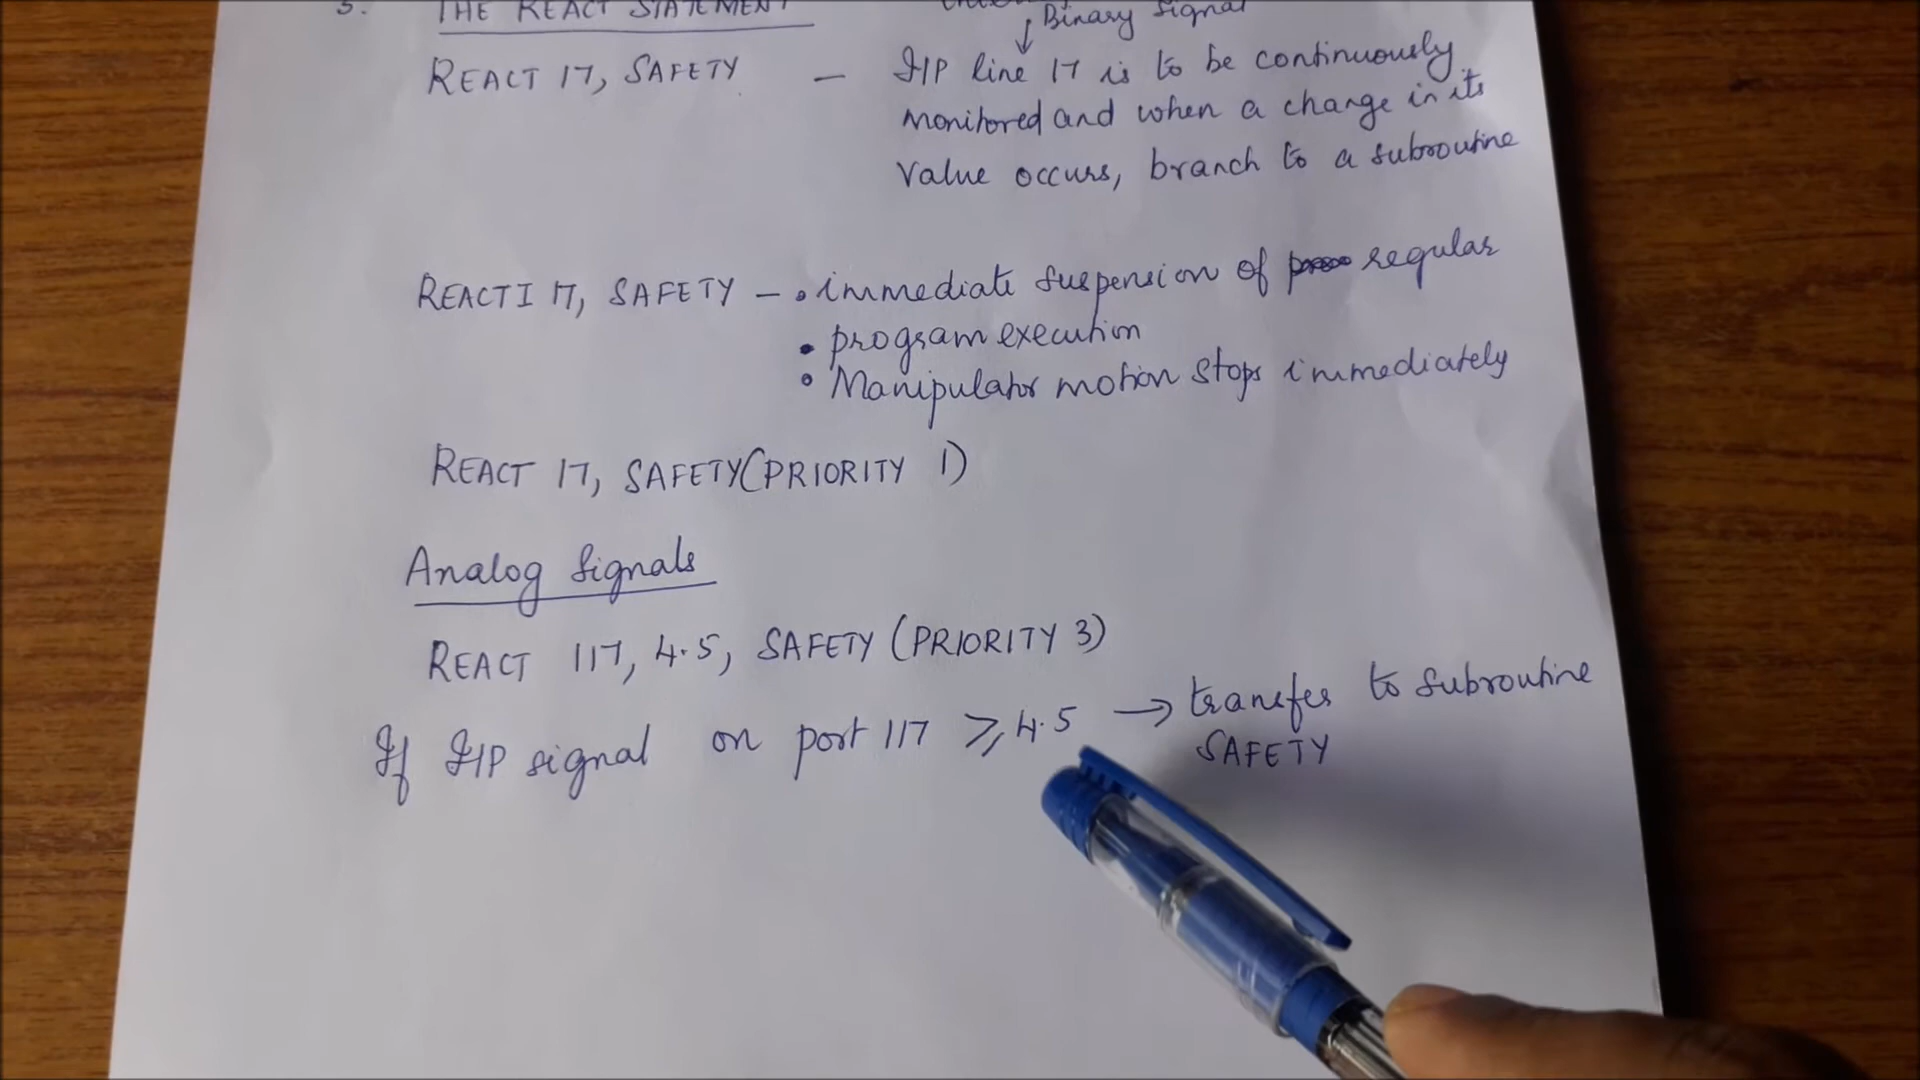 3. THE REACT STATEMENT
Binary signal
REACT 17, SAFETY – I/P line 17 is to be continuously
monitored and when a change in its
value occurs, branch to a subroutine
REACTI 17, SAFETY – • immediate suspension of regular
• program execution
• Manipulator motion stops immediately
REACT 17, SAFETY(PRIORITY 1)
Analog Signals
REACT 117, 4.5, SAFETY (PRIORITY 3)
If I/P signal on port 117 ≥ 4.5 → transfer to subroutine
SAFETY